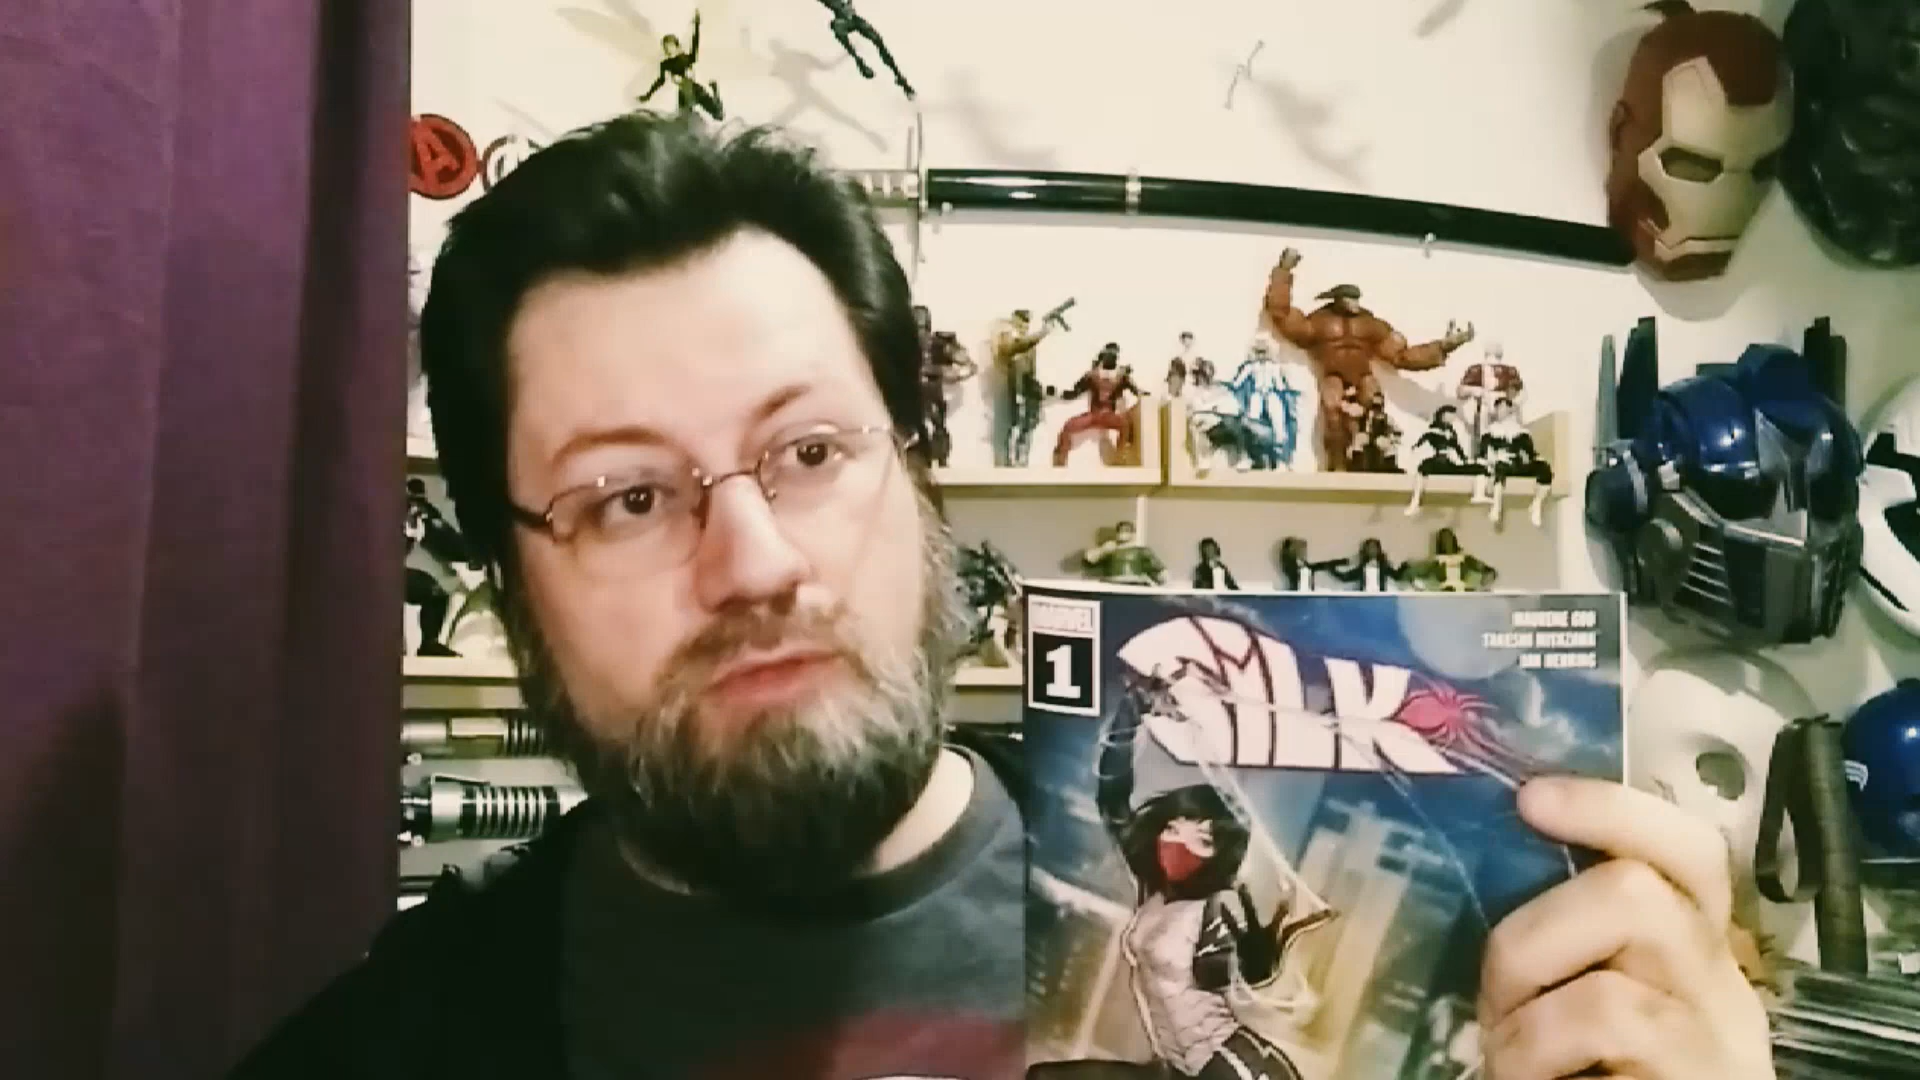 MARVEL
1
SILK
MAURENE GOO
TAKESHI MIYAZAWA
IAN HERRING